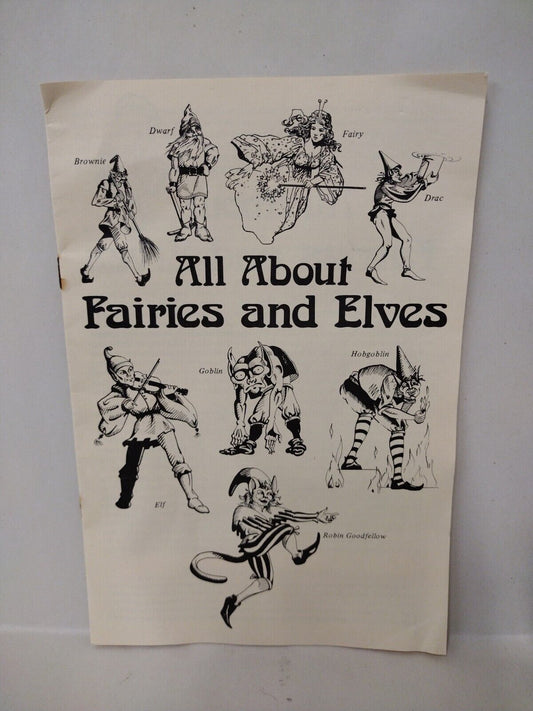 Dwarf
Fairy
Brownie
Drac
All About
Fairies and Elves
Goblin
Hobgoblin
Elf
Robin Goodfellow